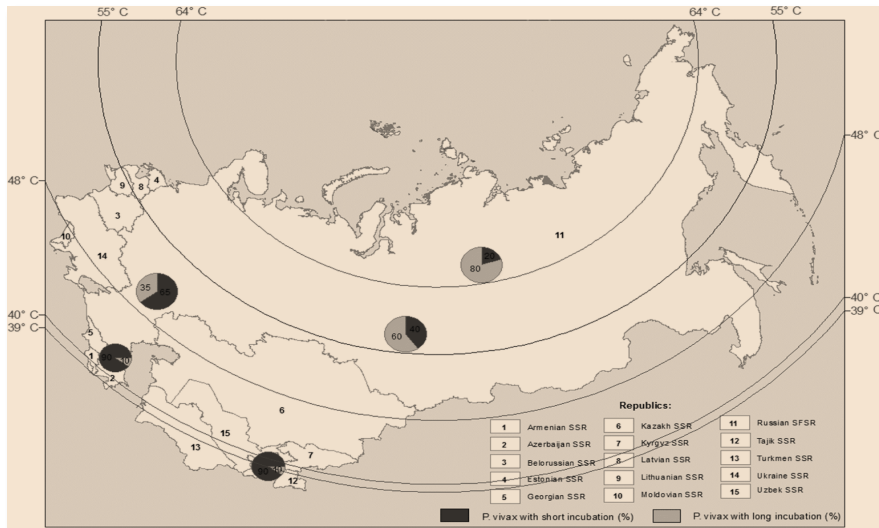 55° C 64° C 64° C 55° C
48° C
48° C
9 8 4
3
10
14
11
20
80
35 65
40
60
40° C
39° C
40° C
39° C
5
1
90 10
2
6
15
13
7
12
90 10
Republics:
1 Armenian SSR 6 Kazakh SSR 11 Russian SFSR
2 Azerbaijan SSR 7 Kyrgyz SSR 12 Tajik SSR
3 Belorussian SSR 8 Latvian SSR 13 Turkmen SSR
4 Estonian SSR 9 Lithuanian SSR 14 Ukraine SSR
5 Georgian SSR 10 Moldovian SSR 15 Uzbek SSR
P. vivax with short incubation (%) P. vivax with long incubation (%)